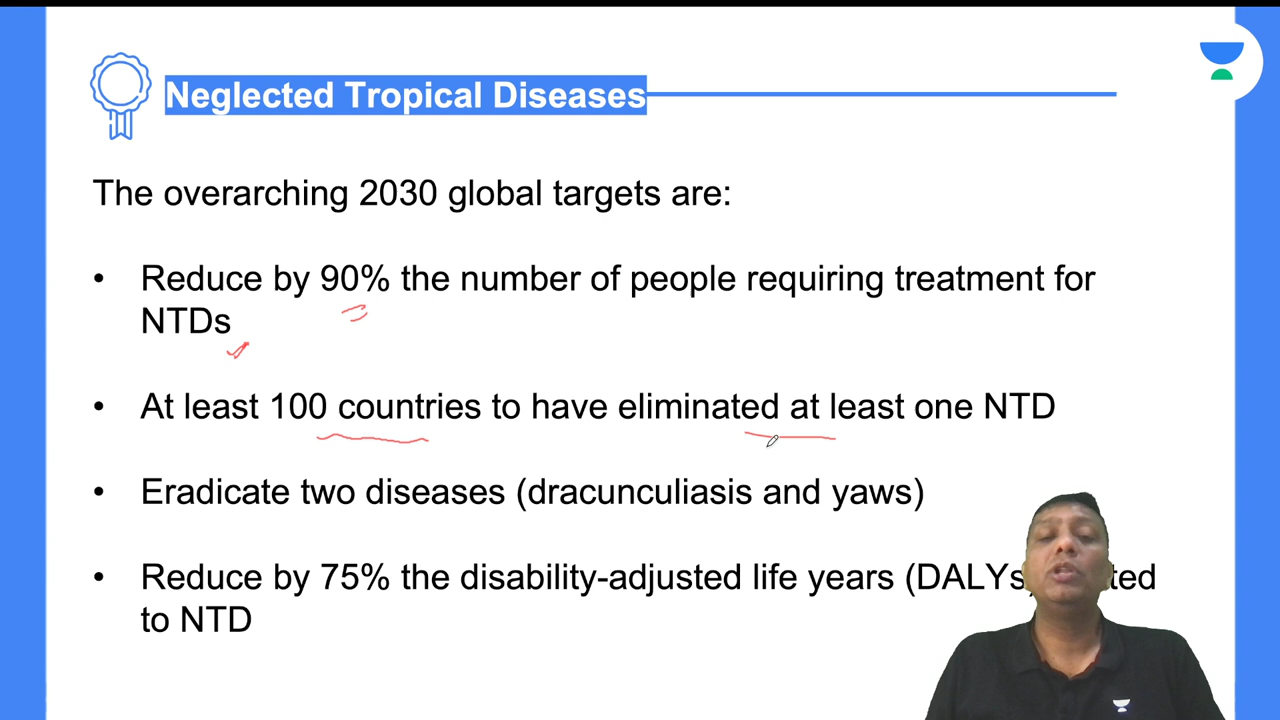 Neglected Tropical Diseases
The overarching 2030 global targets are:
• Reduce by 90% the number of people requiring treatment for
NTDs
• At least 100 countries to have eliminated at least one NTD
• Eradicate two diseases (dracunculiasis and yaws)
• Reduce by 75% the disability-adjusted life years (DALYs
to NTD